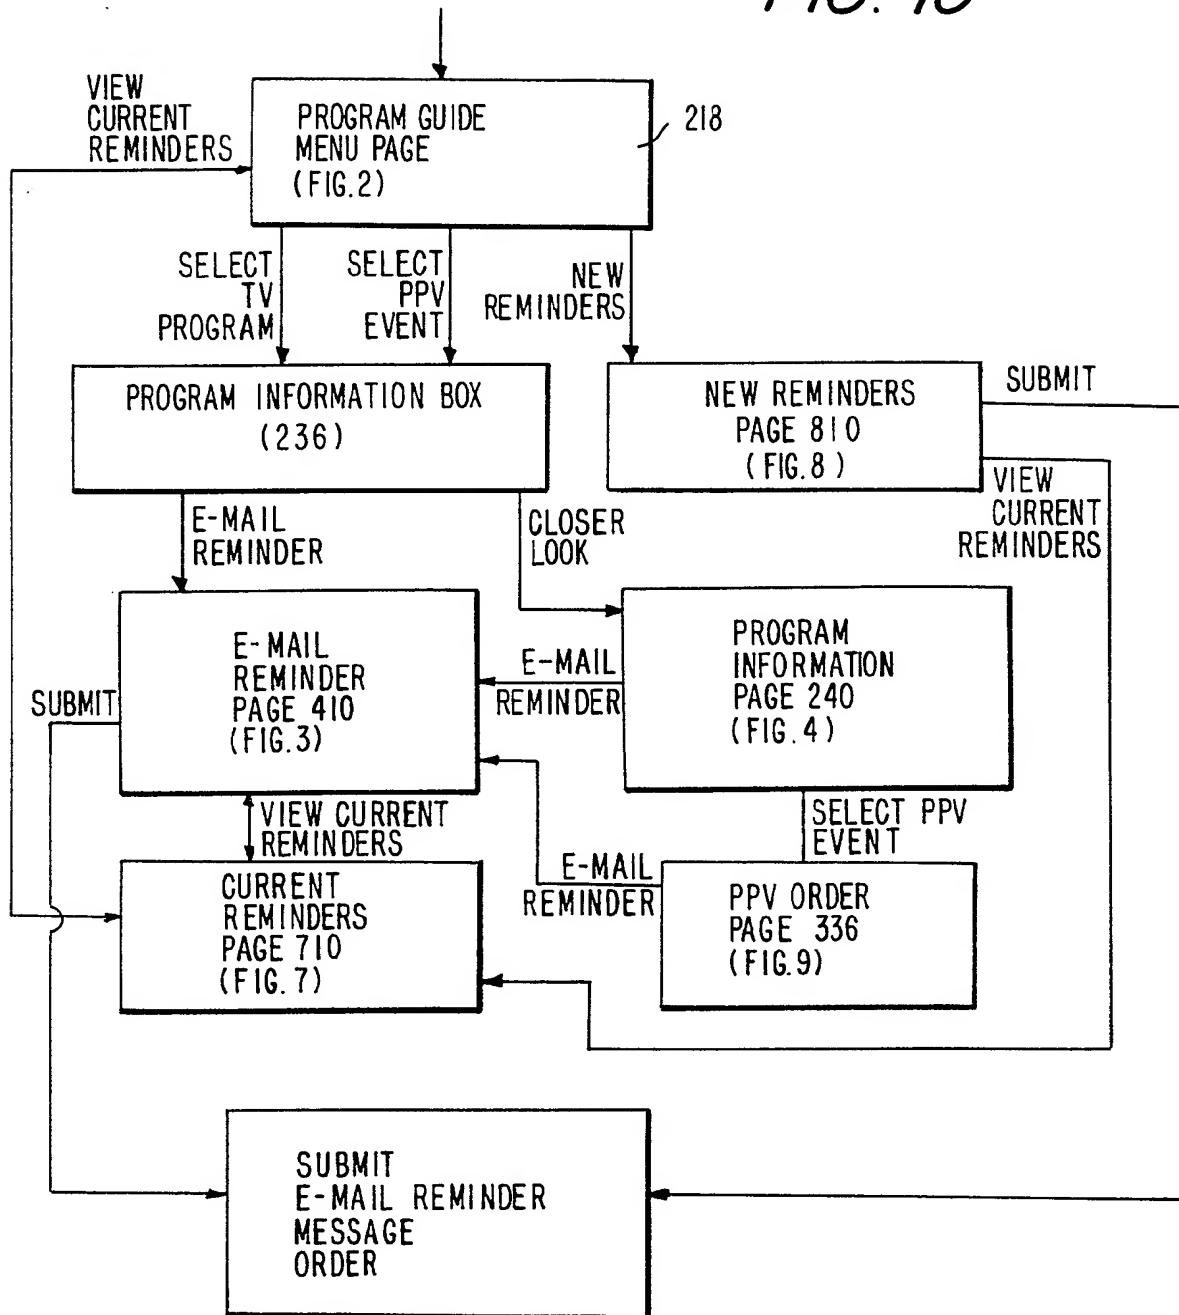 VIEW
CURRENT
REMINDERS
PROGRAM GUIDE
MENU PAGE
(FIG.2)
218
SELECT
TV
PROGRAM
SELECT
PPV
EVENT
NEW
REMINDERS
PROGRAM INFORMATION BOX
(236)
NEW REMINDERS
PAGE 810
(FIG.8)
SUBMIT
VIEW
CURRENT
REMINDERS
E-MAIL
REMINDER
CLOSER
LOOK
E-MAIL
REMINDER
PAGE 410
(FIG.3)
E-MAIL
REMINDER
PROGRAM
INFORMATION
PAGE 240
(FIG.4)
SUBMIT
VIEW CURRENT
REMINDERS
SELECT PPV
EVENT
CURRENT
REMINDERS
PAGE 710
(FIG.7)
E-MAIL
REMINDER
PPV ORDER
PAGE 336
(FIG.9)
SUBMIT
E-MAIL REMINDER
MESSAGE
ORDER